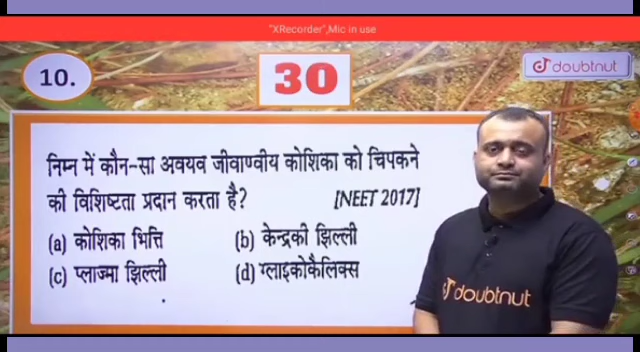 "XRecorder",Mic in use
10.
30
doubtnut
निम्न में कौन-सा अवयव जीवाण्वीय कोशिका को चिपकने
की विशिष्टता प्रदान करता है? [NEET 2017]
(a) कोशिका भित्ति (b) केन्द्रकी झिल्ली
(c) प्लाज्मा झिल्ली (d) ग्लाइकोकैलिक्स
doubtnut